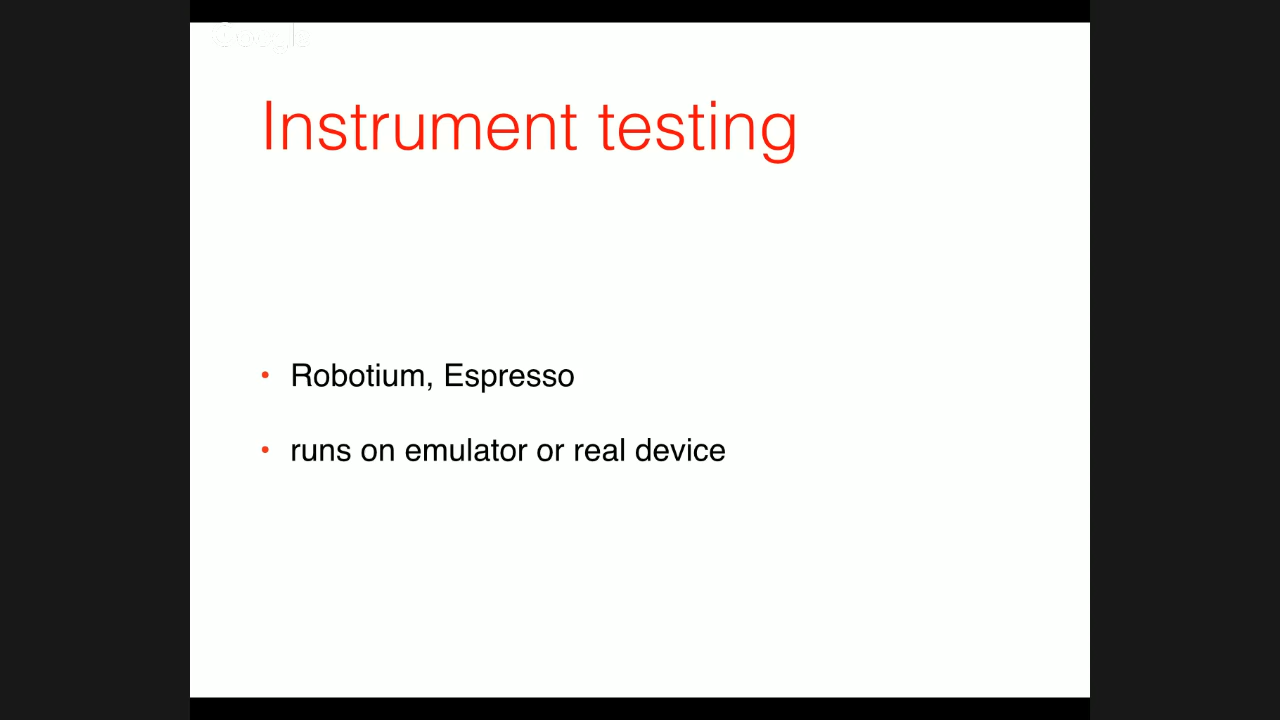 Instrument testing
• Robotium, Espresso
• runs on emulator or real device